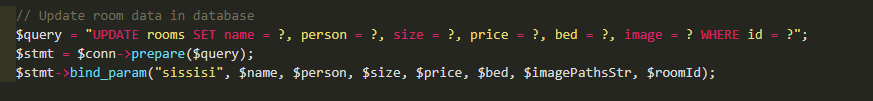 // Update room data in database
$query = "UPDATE rooms SET name = ?, person = ?, size = ?, price = ?, bed = ?, image = ? WHERE id = ?";
$stmt = $conn->prepare($query);
$stmt->bind_param("sissisi", $name, $person, $size, $price, $bed, $imagePathsStr, $roomId);